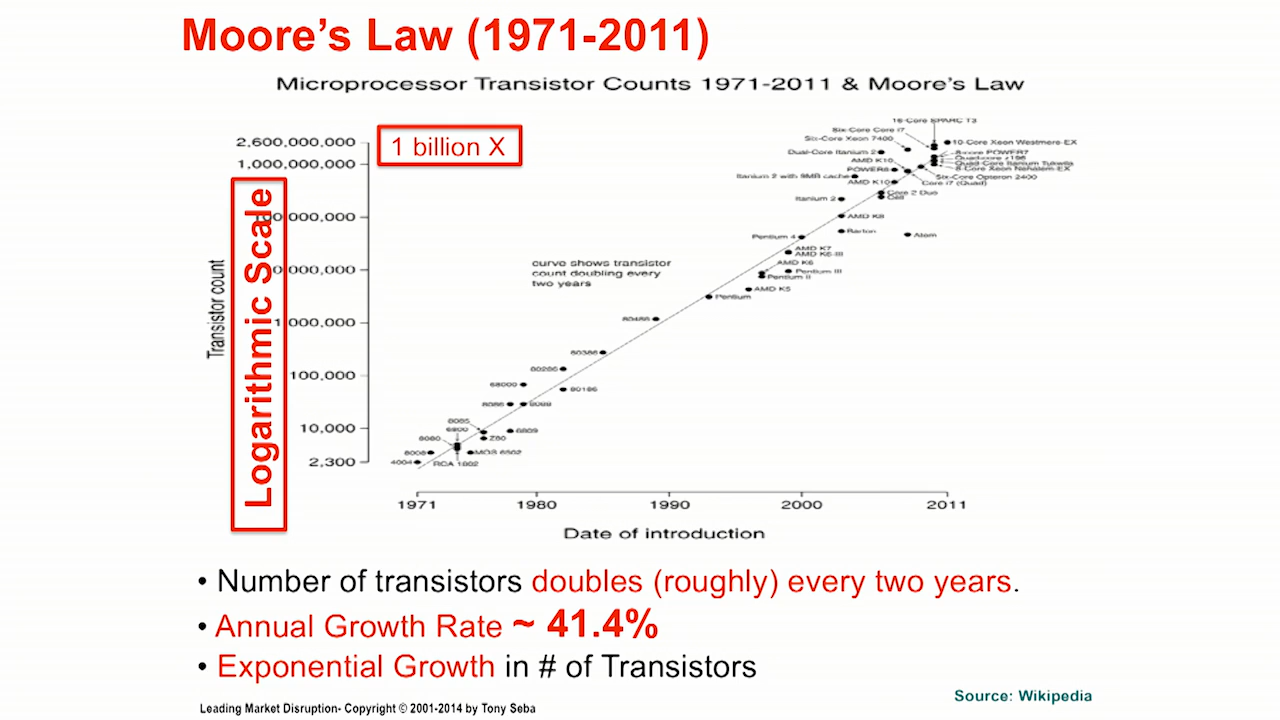 Moore's Law (1971-2011)
Microprocessor Transistor Counts 1971-2011 & Moore's Law
1 billion X
Logarithmic Scale
Transistor count
2,600,000,000
1,000,000,000
00,000,000
0,000,000
1,000,000
100,000
10,000
2,300
curve shows transistor
count doubling every
two years
16-Core SPARC T3
Six-Core Core i7
Six-Core Xeon 7400
10-Core Xeon Westmere-EX
Dual-Core Itanium 2
8-core POWER7
Quad-core z196
AMD K10
Quad-Core Itanium Tukwila
POWER6
8-Core Xeon Nehalem-EX
Itanium 2 with 9MB cache
Six-Core Opteron 2400
AMD K10
Core i7 (Quad)
Core 2 Duo
Itanium 2
Cell
AMD K8
Pentium 4
Barton
Atom
AMD K7
AMD K6-III
AMD K6
Pentium III
Pentium II
AMD K5
Pentium
80486
80386
80286
68000
80186
8086
8088
8085
6800
6809
8080
Z80
8008
MOS 6502
4004
RCA 1802
1971
1980
1990
2000
2011
Date of introduction
• Number of transistors doubles (roughly) every two years.
• Annual Growth Rate ~ 41.4%
• Exponential Growth in # of Transistors
Source: Wikipedia
Leading Market Disruption- Copyright © 2001-2014 by Tony Seba